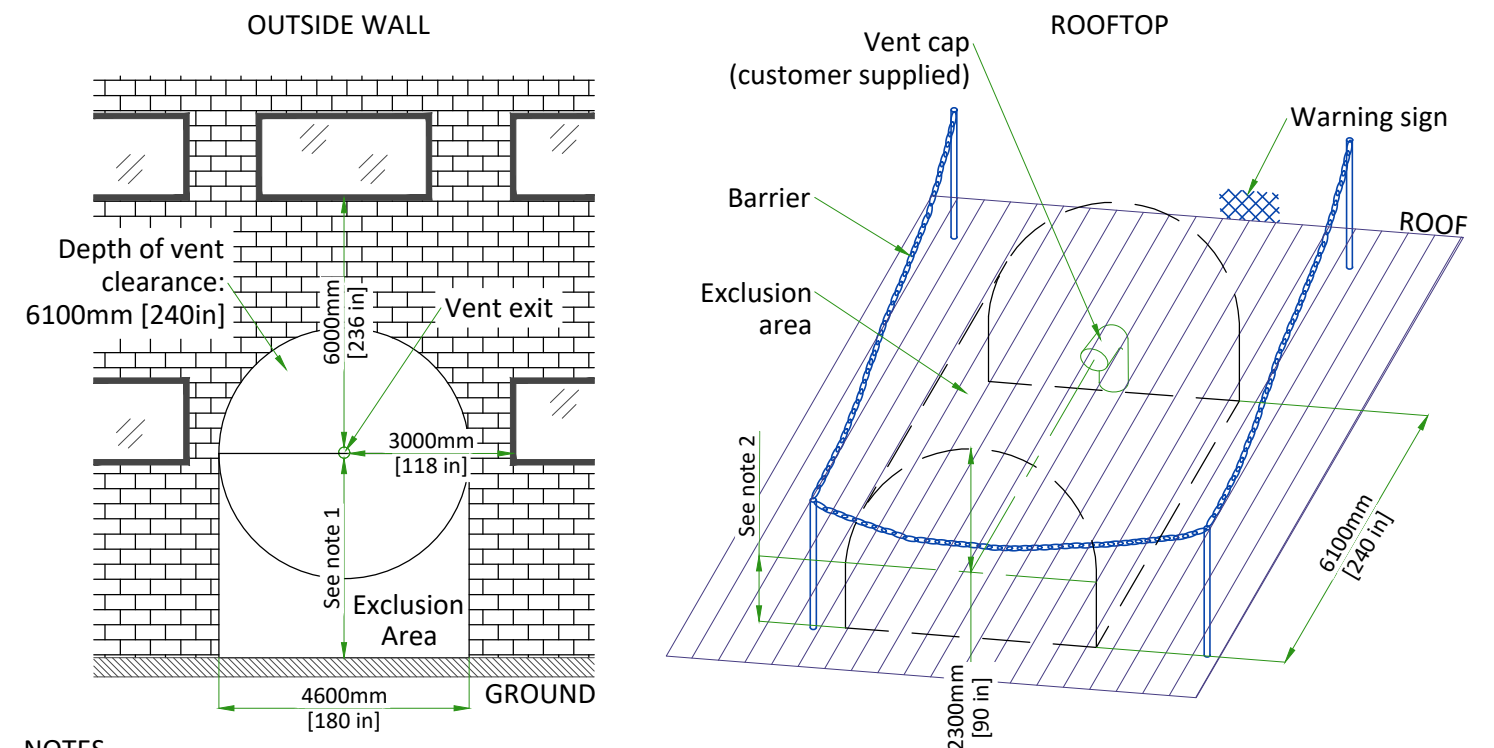 OUTSIDE WALL
Depth of vent
clearance:
6100mm [240in]
6000mm
[236 in]
Vent exit
3000mm
[118 in]
See note 1
Exclusion
Area
4600mm
[180 in]
GROUND
ROOFTOP
Vent cap
(customer supplied)
Warning sign
Barrier
ROOF
Exclusion
area
See note 2
6100mm
[240 in]
2300mm
[90 in]
NOTES